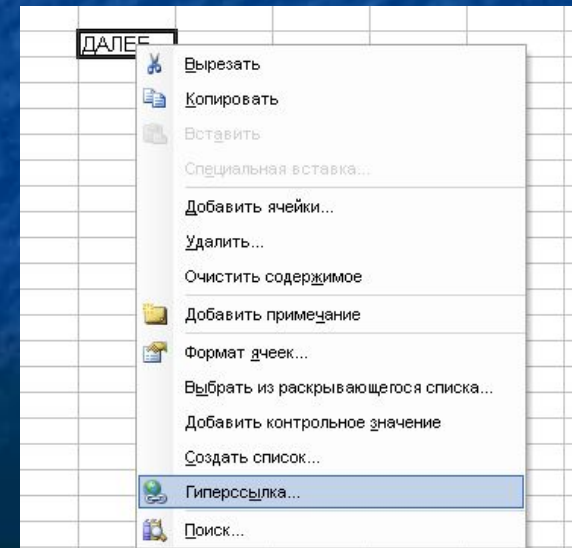 ДАЛЕЕ
Вырезать
Копировать
Вставить
Специальная вставка...
Добавить ячейки...
Удалить...
Очистить содержимое
Добавить примечание
Формат ячеек...
Выбрать из раскрывающегося списка...
Добавить контрольное значение
Создать список...
Гиперссылка...
Поиск...